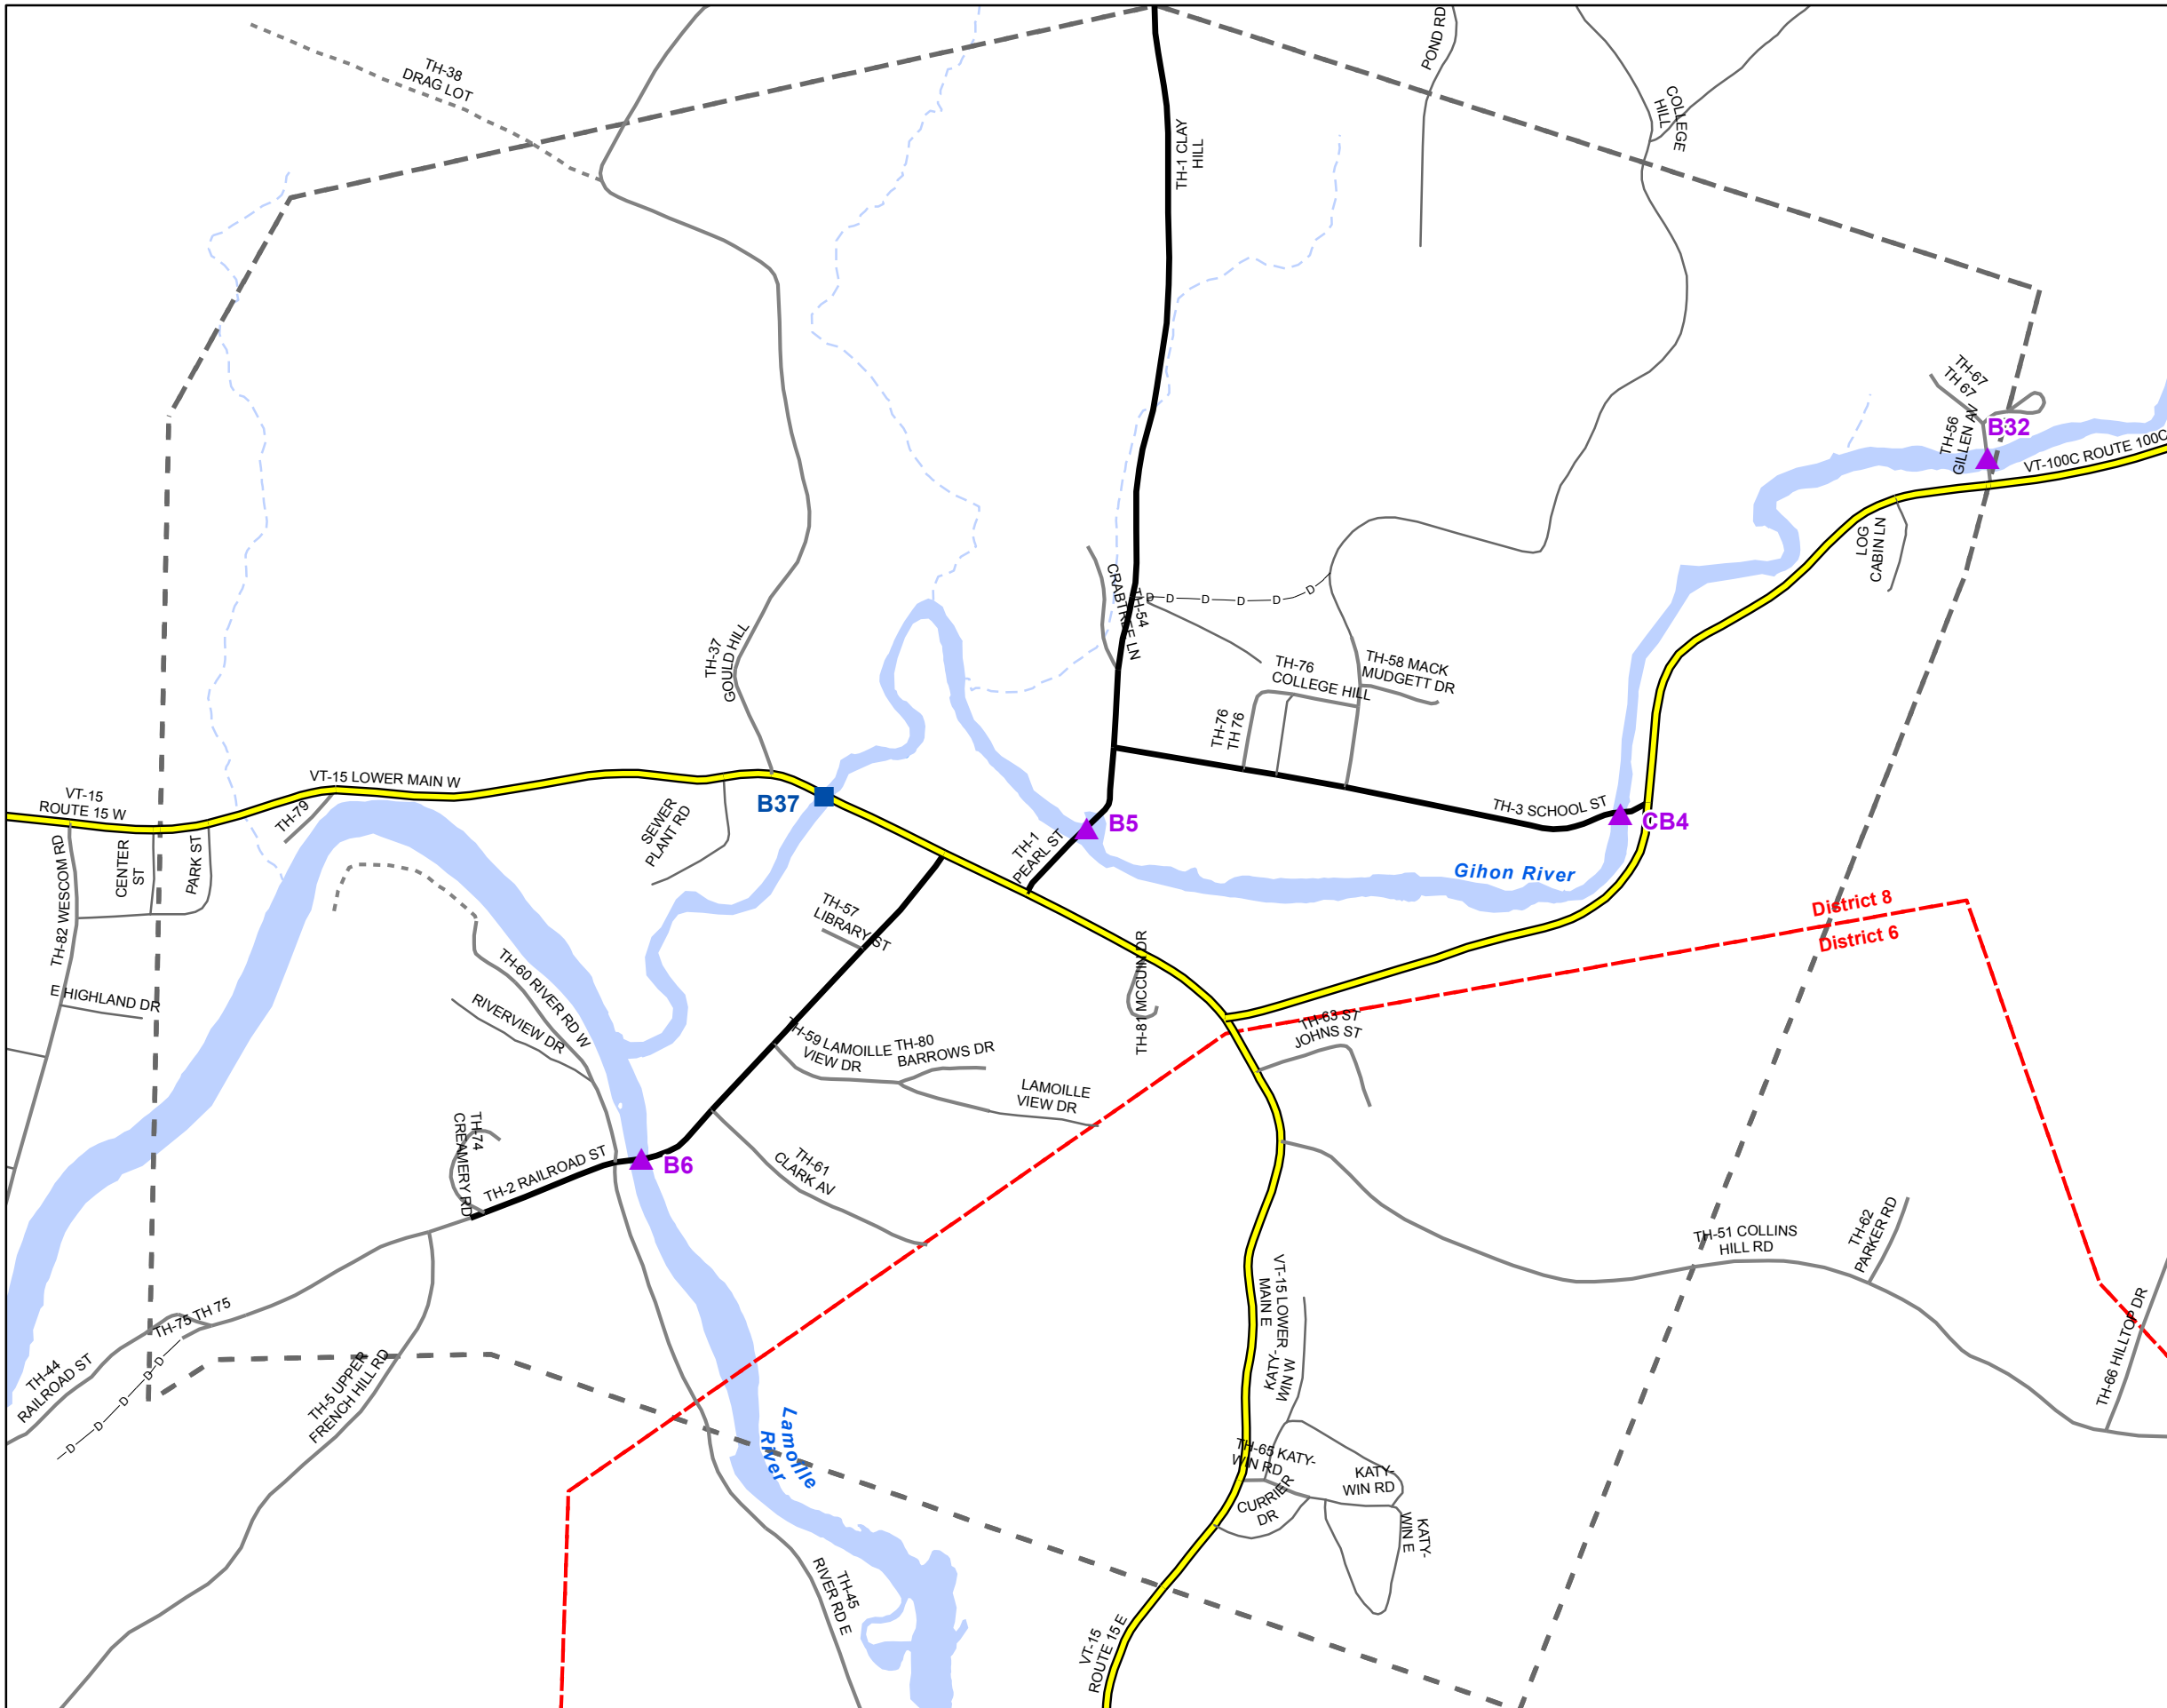 TH-38
DRAG LOT
POND RD
COLLEGE
HILL
TH-1 CLAY
HILL
TH-67
TH 67
TH-56
GILLEN AV
B32
VT-100C ROUTE 100C
LOG
CABIN LN
CRABTREE LN
TH-54
D D D D D D
TH-37
GOULD HILL
TH-76
COLLEGE HILL
TH-58 MACK
MUDGETT DR
TH-76
TH 76
VT-15 LOWER MAIN W
VT-15
ROUTE 15 W
TH-79
SEWER
PLANT RD
B37
TH-1
PEARL ST
B5
TH-3 SCHOOL ST
CB4
Gihon River
TH-82 WESCOM RD
CENTER
ST
PARK ST
TH-57
LIBRARY ST
District 8
District 6
TH-81 MCCUIN DR
E HIGHLAND DR
TH-60 RIVER RD W
RIVERVIEW DR
TH-59 LAMOILLE
VIEW DR
TH-80
BARROWS DR
TH-63 ST
JOHNS ST
LAMOILLE
VIEW DR
TH-74
CREAMERY RD
TH-2 RAILROAD ST
B6
TH-61
CLARK AV
TH-51 COLLINS
HILL RD
TH-62
PARKER RD
TH-75 TH 75
TH-44
RAILROAD ST
D D D D D
TH-5 UPPER
FRENCH HILL RD
VT-15 LOWER
MAIN E
KATY-
WIN W
TH-66 HILLTOP DR
Lamoille
River
TH-65 KATY-
WIN RD
KATY-
WIN RD
CURRIER
DR
KATY-
WIN E
TH-45
RIVER RD E
VT-15
ROUTE 15 E